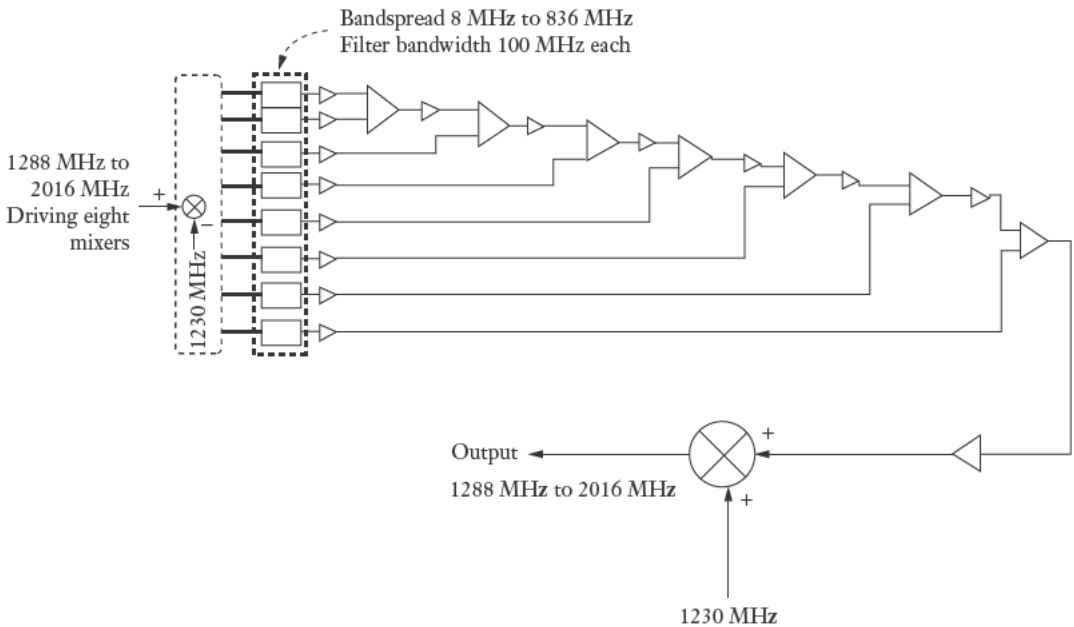 Bandspread 8 MHz to 836 MHz
Filter bandwidth 100 MHz each
1288 MHz to
2016 MHz
Driving eight
mixers
+
−
1230 MHz
Output
1288 MHz to 2016 MHz
+
+
1230 MHz